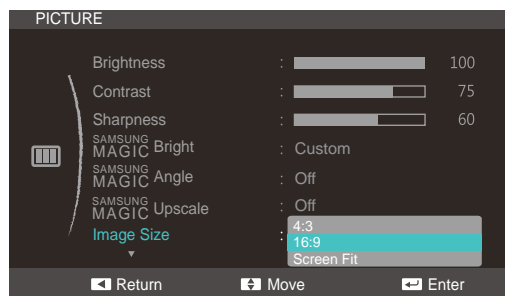 PICTURE
Brightness : 100
Contrast : 75
Sharpness : 60
SAMSUNG MAGIC Bright : Custom
SAMSUNG MAGIC Angle : Off
SAMSUNG MAGIC Upscale : Off
Image Size :
4:3
16:9
Screen Fit
Return Move Enter